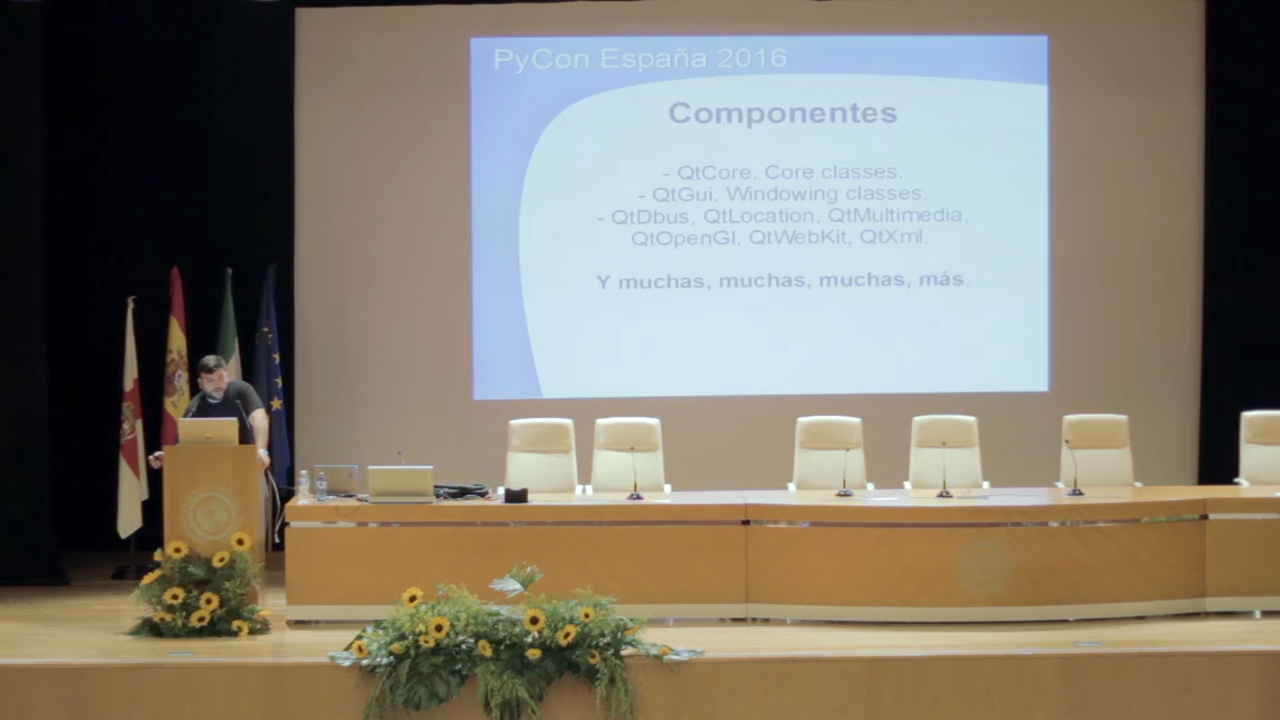 PyCon España 2016
Componentes
- QtCore. Core classes.
- QtGui. Windowing classes.
- QtDbus, QtLocation, QtMultimedia,
QtOpenGl, QtWebKit, QtXml.
Y muchas, muchas, muchas, más.